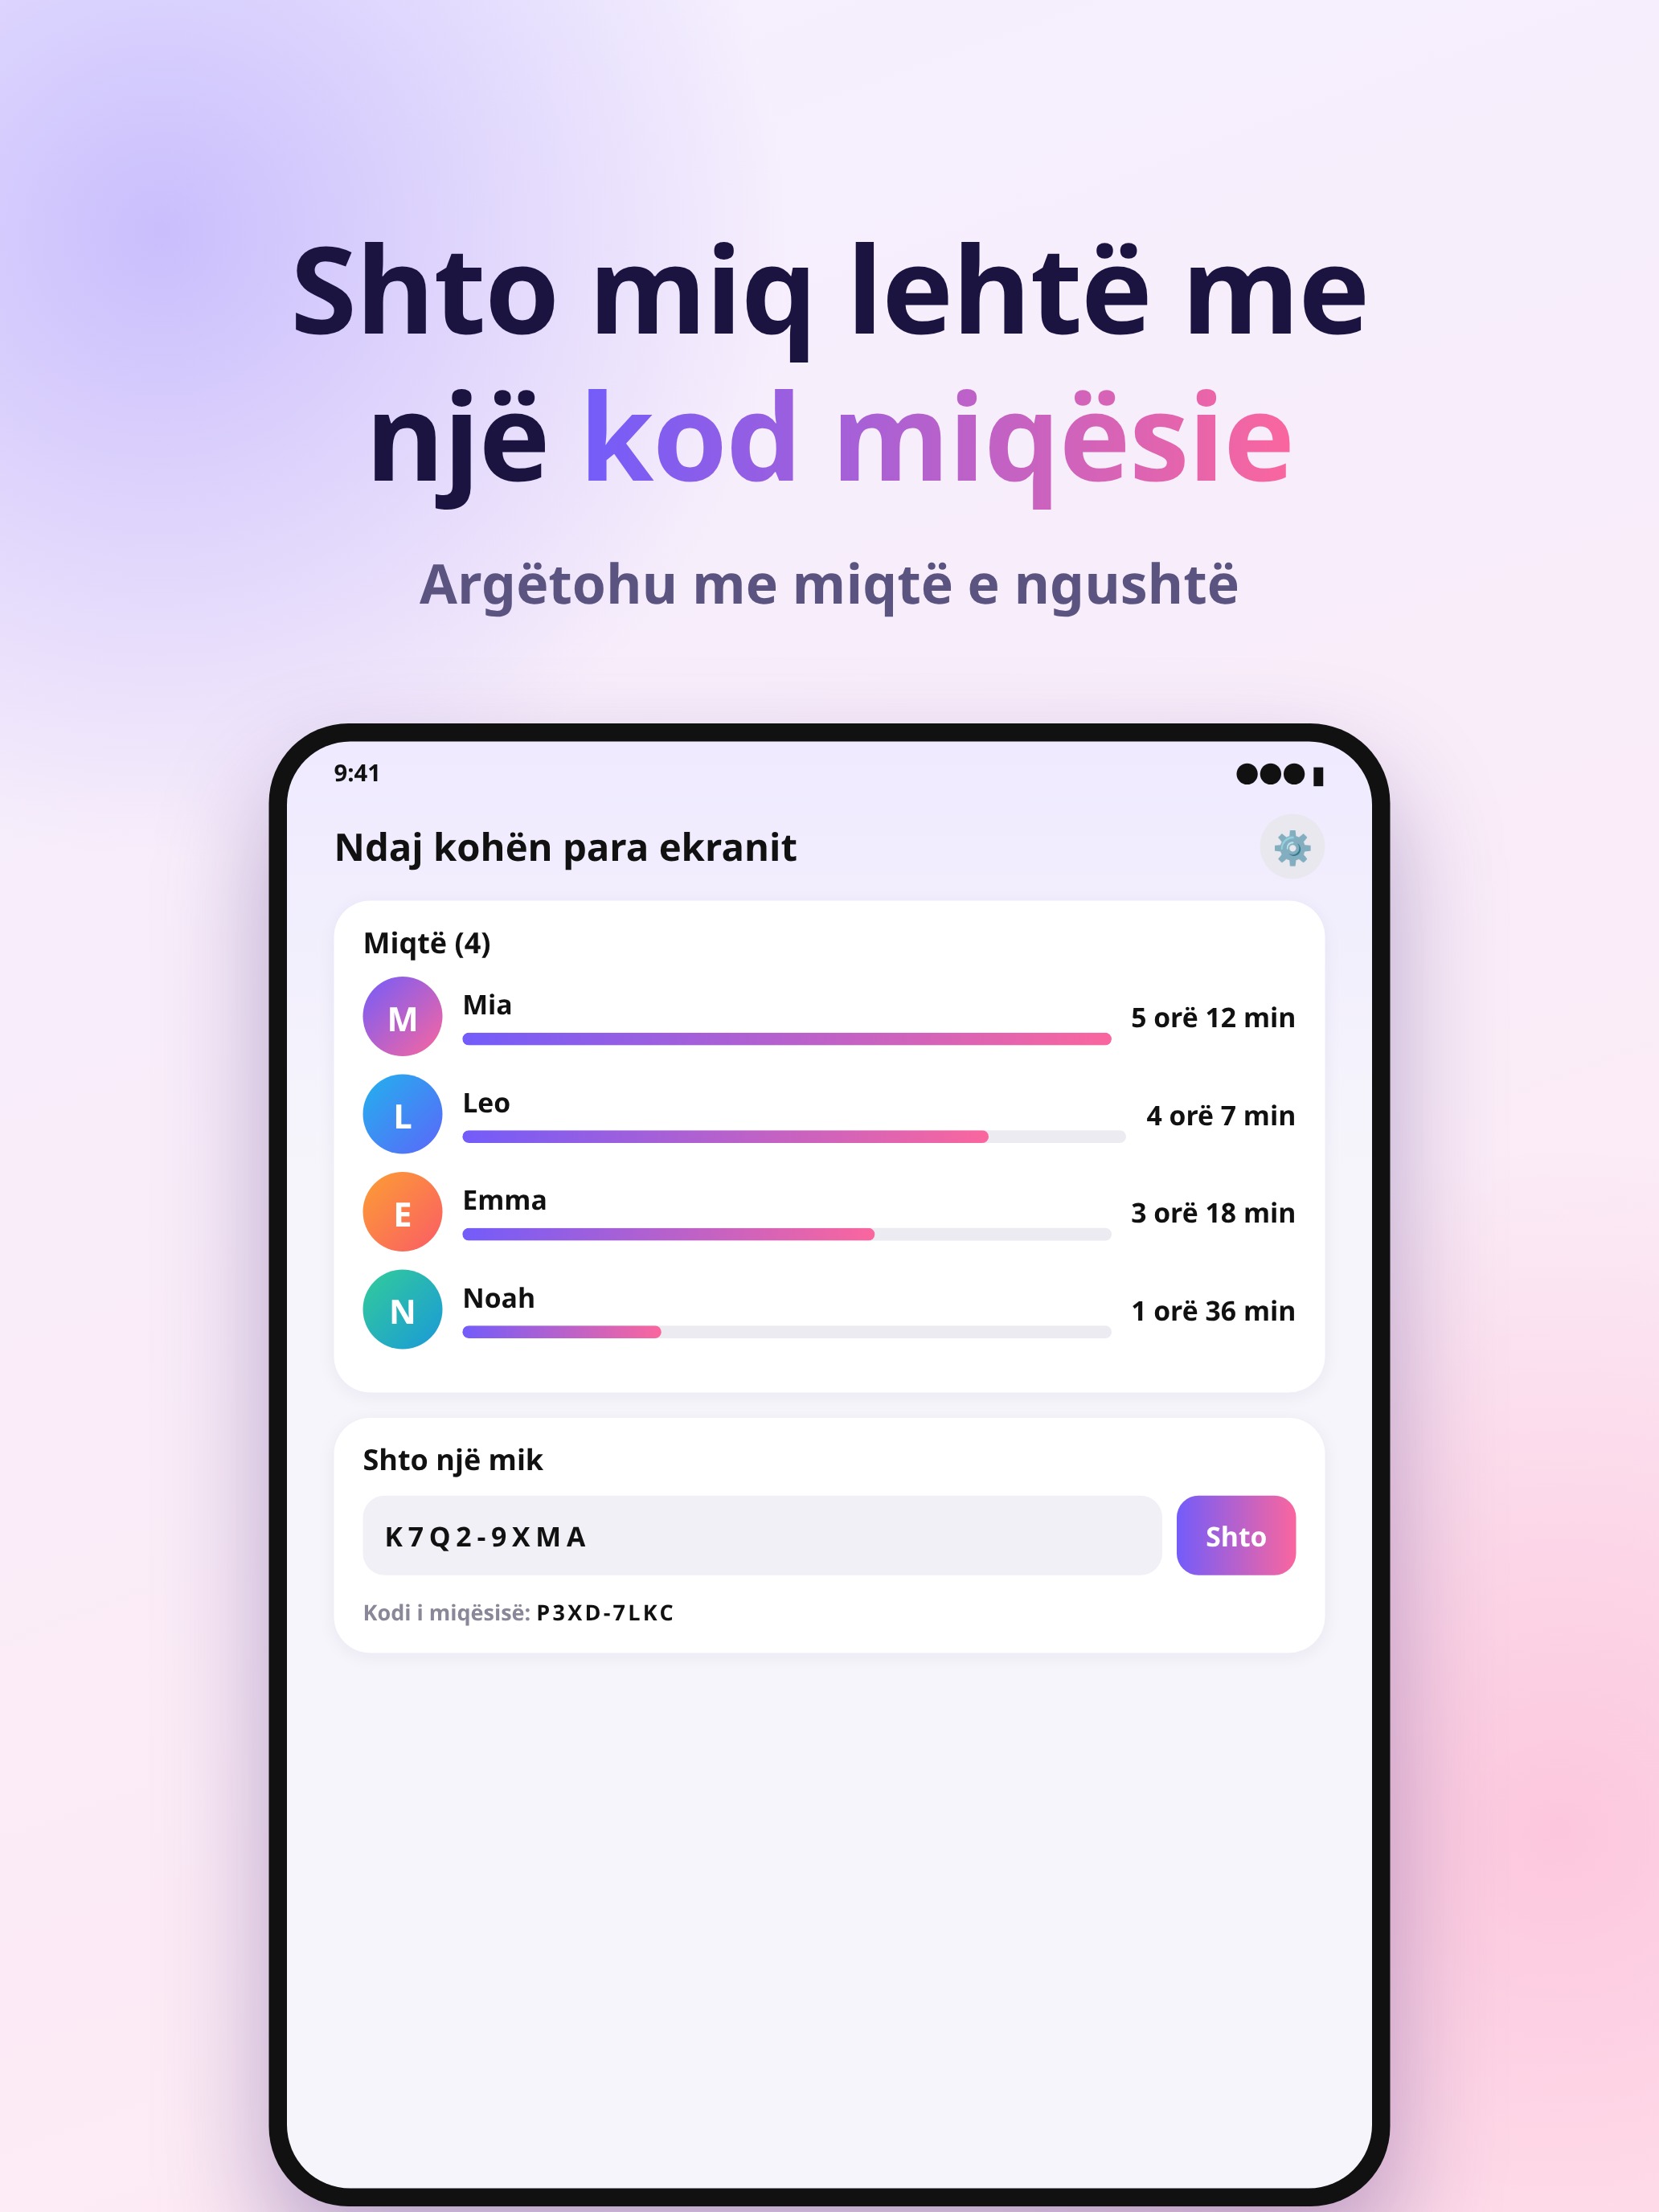 Shto miq lehtë me
një kod miqësie
Argëtohu me miqtë e ngushtë
9:41
Ndaj kohën para ekranit
Miqtë (4)
M
Mia
5 orë 12 min
L
Leo
4 orë 7 min
E
Emma
3 orë 18 min
N
Noah
1 orë 36 min
Shto një mik
K7Q2-9XMA
Shto
Kodi i miqësisë: P3XD-7LKC